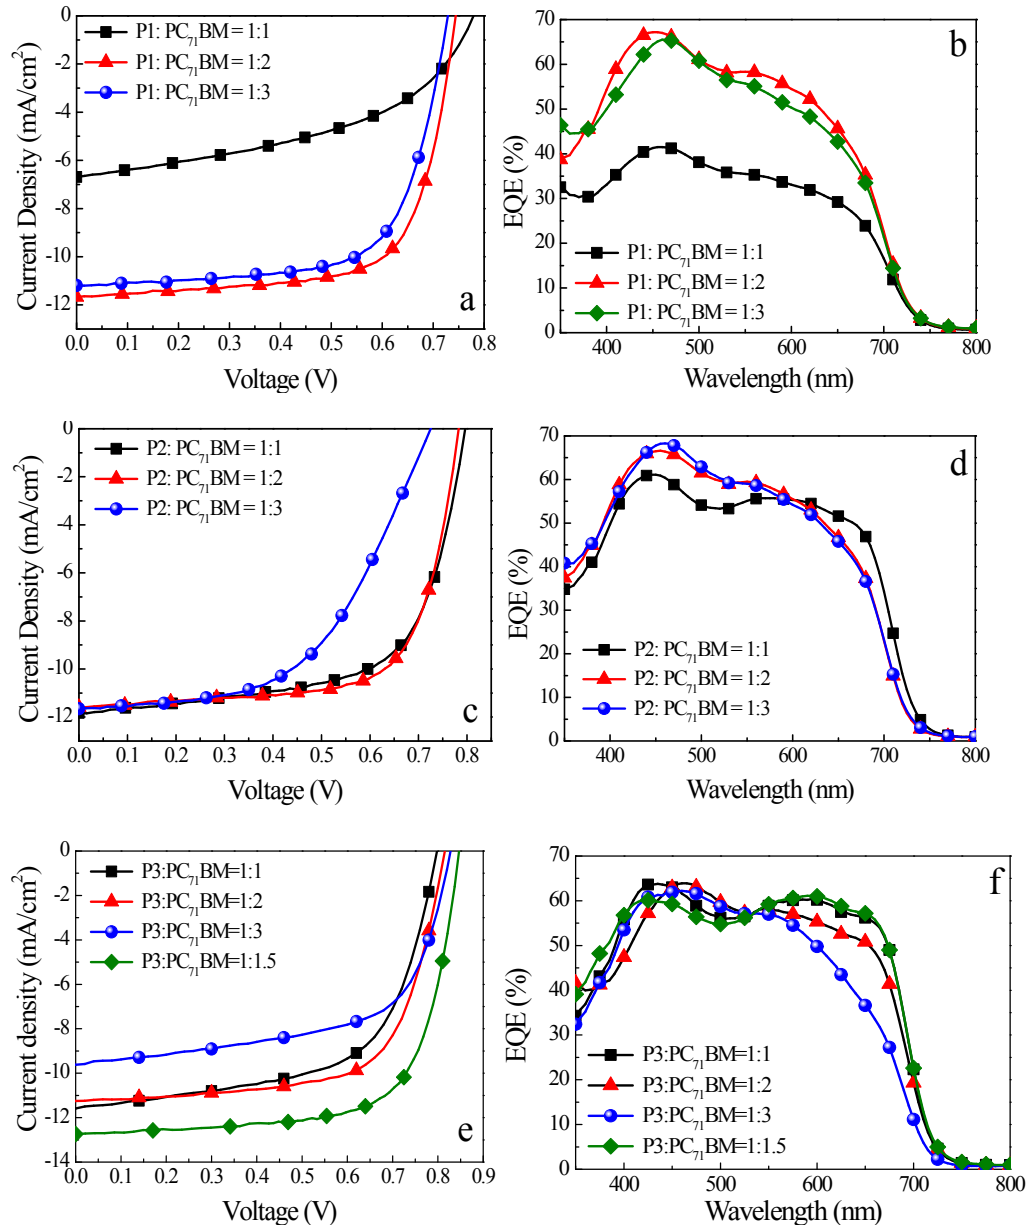 0
P1: PC71BM = 1:1
P1: PC71BM = 1:2
P1: PC71BM = 1:3
-2
-4
-6
-8
-10
-12
a
0.0 0.1 0.2 0.3 0.4 0.5 0.6 0.7 0.8
Voltage (V)
Current Density (mA/cm2)
70
60
50
40
30
20
10
0
b
P1: PC71BM = 1:1
P1: PC71BM = 1:2
P1: PC71BM = 1:3
400 500 600 700 800
Wavelength (nm)
EQE (%)
0
P2: PC71BM = 1:1
P2: PC71BM = 1:2
P2: PC71BM = 1:3
-2
-4
-6
-8
-10
-12
c
0.0 0.1 0.2 0.3 0.4 0.5 0.6 0.7 0.8
Voltage (V)
Current Density (mA/cm2)
70
60
50
40
30
20
10
0
d
P2: PC71BM = 1:1
P2: PC71BM = 1:2
P2: PC71BM = 1:3
400 500 600 700 800
Wavelength (nm)
EQE (%)
0
P3:PC71BM=1:1
P3:PC71BM=1:2
P3:PC71BM=1:3
P3:PC71BM=1:1.5
-2
-4
-6
-8
-10
-12
-14
e
0.0 0.1 0.2 0.3 0.4 0.5 0.6 0.7 0.8 0.9
Voltage (V)
Current density (mA/cm2)
70
60
50
40
30
20
10
0
f
P3:PC71BM=1:1
P3:PC71BM=1:2
P3:PC71BM=1:3
P3:PC71BM=1:1.5
400 500 600 700 800
Wavelength (nm)
EQE (%)